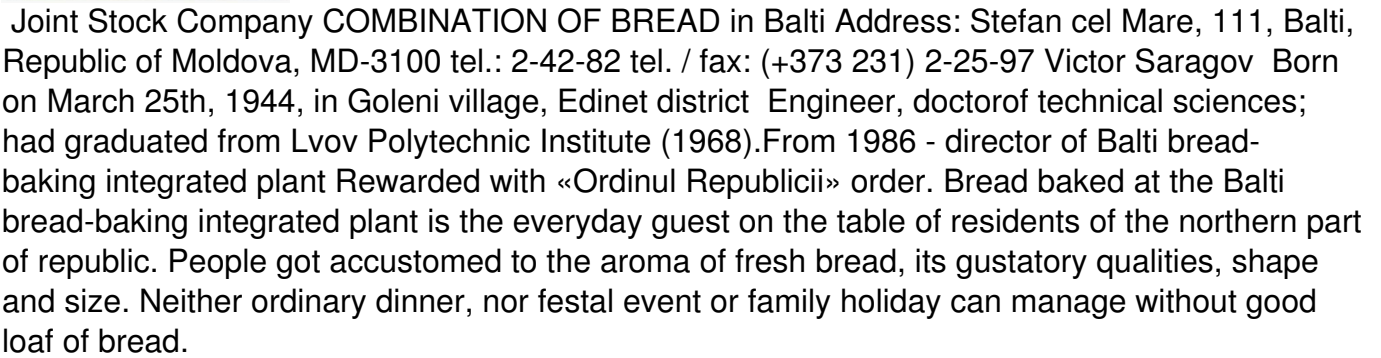 Joint Stock Company COMBINATION OF BREAD in Balti Address: Stefan cel Mare, 111, Balti,
Republic of Moldova, MD-3100 tel.: 2-42-82 tel. / fax: (+373 231) 2-25-97 Victor Saragov  Born
on March 25th, 1944, in Goleni village, Edinet district  Engineer, doctorof technical sciences;
had graduated from Lvov Polytechnic Institute (1968).From 1986 - director of Balti bread-
baking integrated plant Rewarded with «Ordinul Republicii» order. Bread baked at the Balti
bread-baking integrated plant is the everyday guest on the table of residents of the northern part
of republic. People got accustomed to the aroma of fresh bread, its gustatory qualities, shape
and size. Neither ordinary dinner, nor festal event or family holiday can manage without good
loaf of bread.